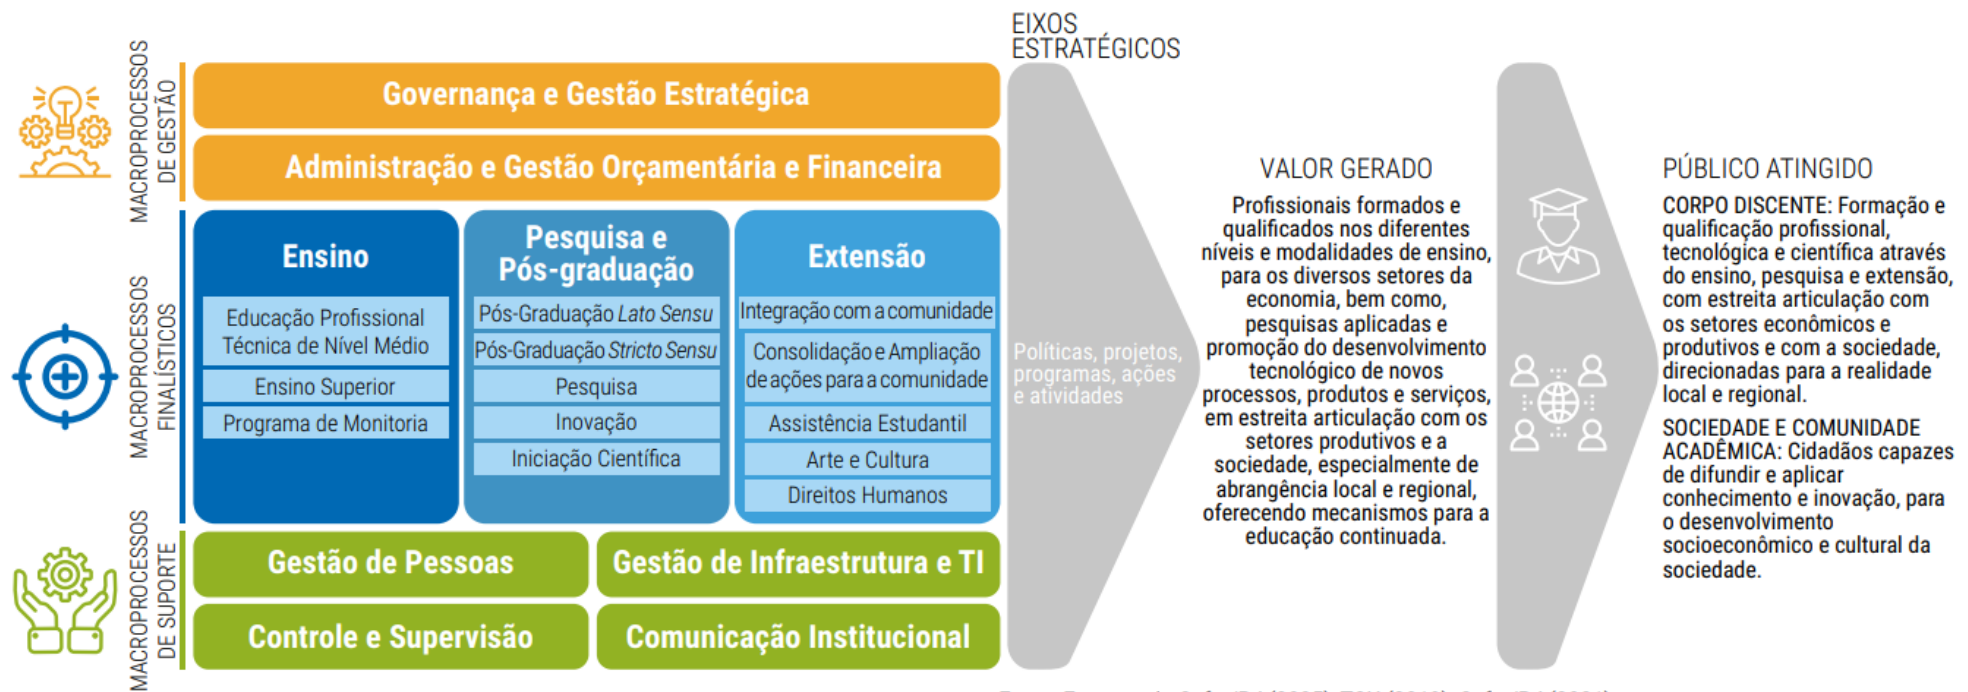 MACROPROCESSOS
DE GESTÃO
Governança e Gestão Estratégica
Administração e Gestão Orçamentária e Financeira
MACROPROCESSOS
FINALÍSTICOS
Ensino
Educação Profissional
Técnica de Nível Médio
Ensino Superior
Programa de Monitoria
Pesquisa e
Pós-graduação
Pós-Graduação Lato Sensu
Pós-Graduação Stricto Sensu
Pesquisa
Inovação
Iniciação Científica
Extensão
Integração com a comunidade
Consolidação e Ampliação
de ações para a comunidade
Assistência Estudantil
Arte e Cultura
Direitos Humanos
MACROPROCESSOS
DE SUPORTE
Gestão de Pessoas
Gestão de Infraestrutura e TI
Controle e Supervisão
Comunicação Institucional
EIXOS
ESTRATÉGICOS
Políticas, projetos,
programas, ações
e atividades
VALOR GERADO
Profissionais formados e
qualificados nos diferentes
níveis e modalidades de ensino,
para os diversos setores da
economia, bem como,
pesquisas aplicadas e
promoção do desenvolvimento
tecnológico de novos
processos, produtos e serviços,
em estreita articulação com os
setores produtivos e a
sociedade, especialmente de
abrangência local e regional,
oferecendo mecanismos para a
educação continuada.
PÚBLICO ATINGIDO
CORPO DISCENTE: Formação e
qualificação profissional,
tecnológica e científica através
do ensino, pesquisa e extensão,
com estreita articulação com
os setores econômicos e
produtivos e com a sociedade,
direcionadas para a realidade
local e regional.
SOCIEDADE E COMUNIDADE
ACADÊMICA: Cidadãos capazes
de difundir e aplicar
conhecimento e inovação, para
o desenvolvimento
socioeconômico e cultural da
sociedade.